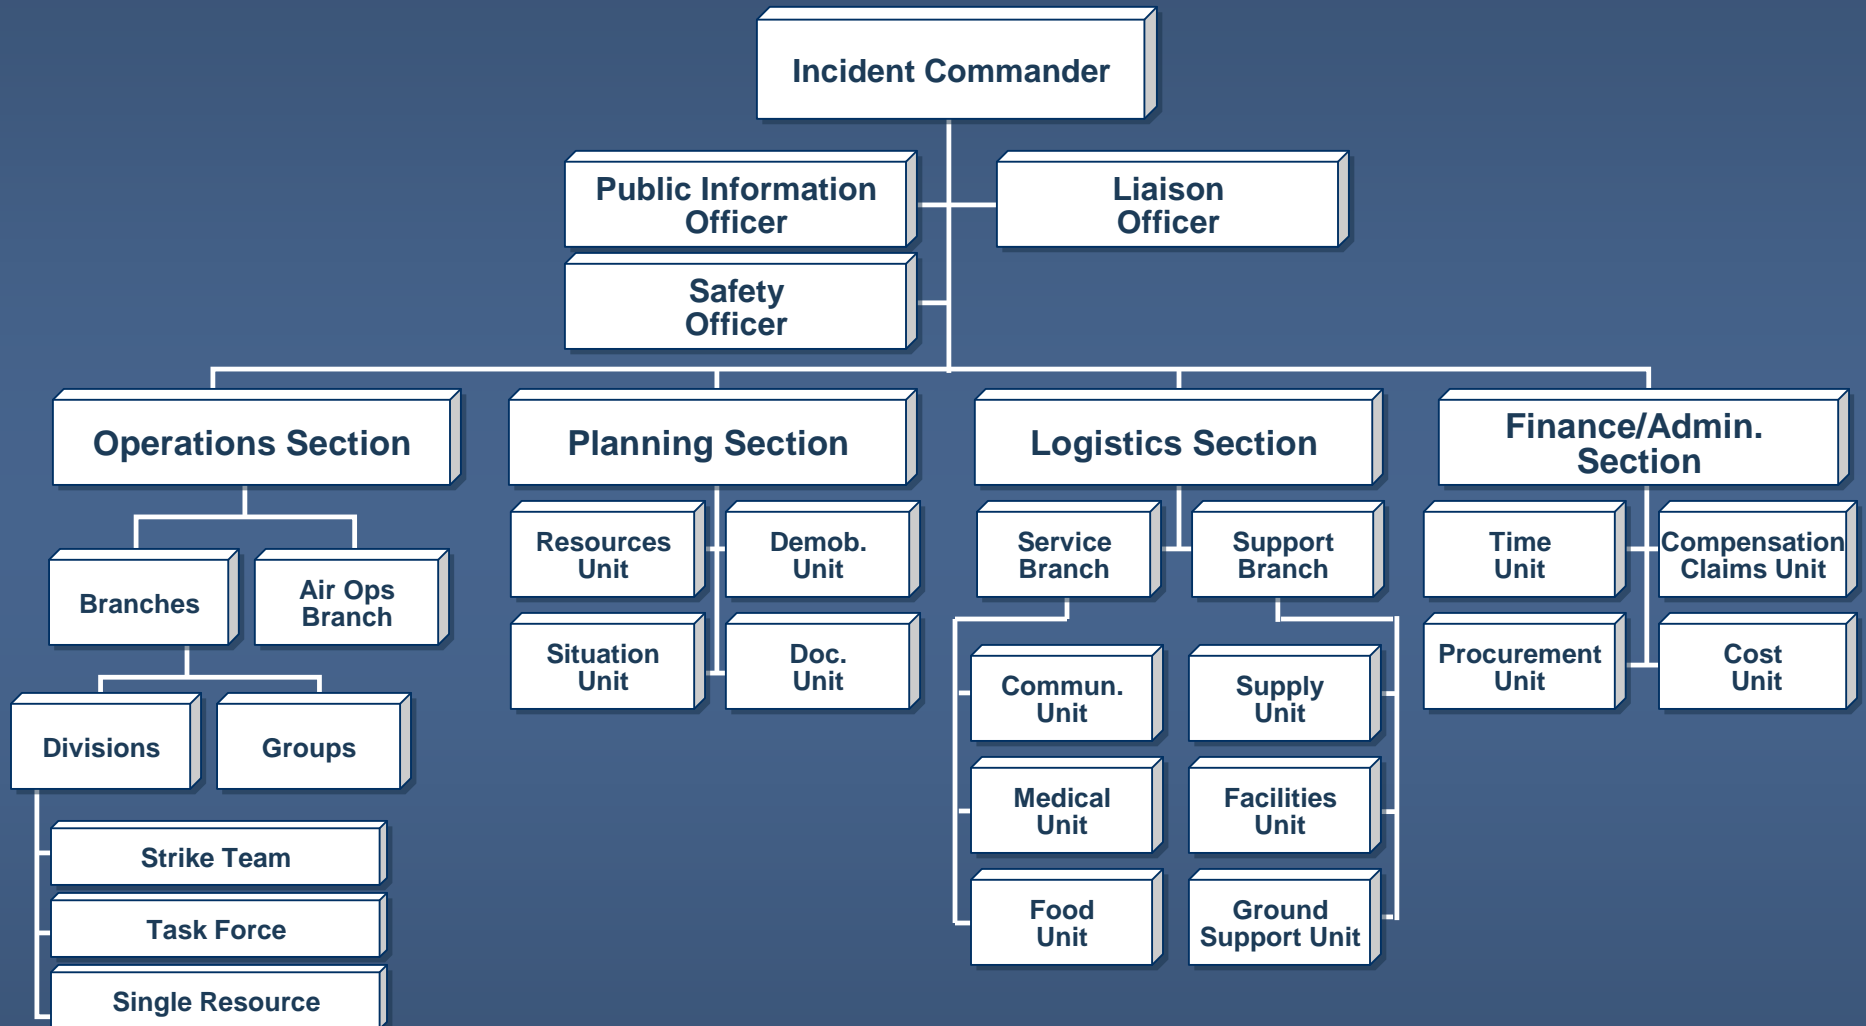 Incident Commander
Public Information
Officer
Liaison
Officer
Safety
Officer
Operations Section
Planning Section
Logistics Section
Finance/Admin.
Section
Branches
Air Ops
Branch
Divisions
Groups
Strike Team
Task Force
Single Resource
Resources
Unit
Demob.
Unit
Situation
Unit
Doc.
Unit
Service
Branch
Support
Branch
Commun.
Unit
Supply
Unit
Medical
Unit
Facilities
Unit
Food
Unit
Ground
Support Unit
Time
Unit
Compensation
Claims Unit
Procurement
Unit
Cost
Unit